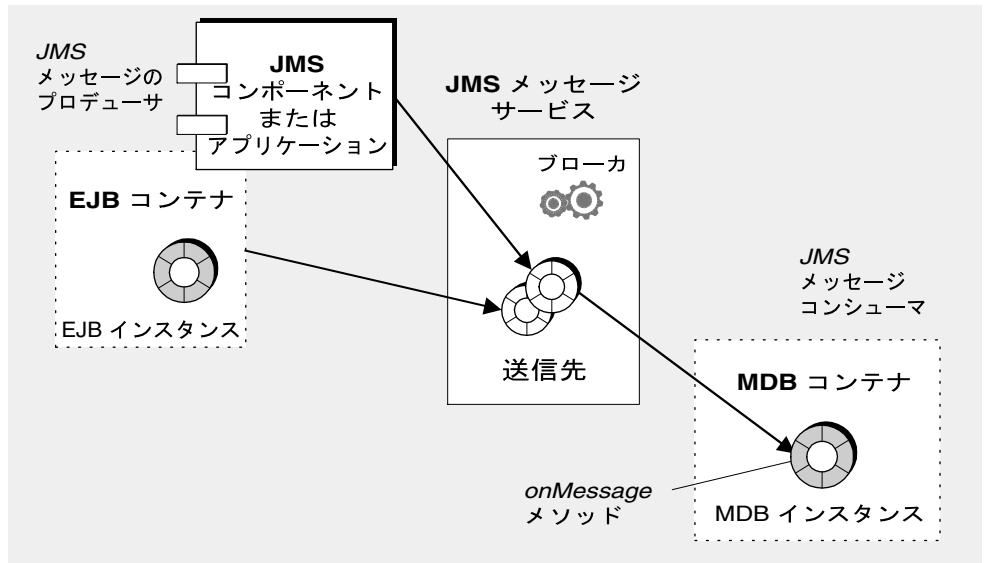 JMS
メッセージの
プロデューサ
JMS
コンポーネント
または
アプリケーション
EJB コンテナ
EJB インスタンス
JMS メッセージ
サービス
ブローカ
送信先
JMS
メッセージ
コンシューマ
MDB コンテナ
onMessage
メソッド
MDB インスタンス